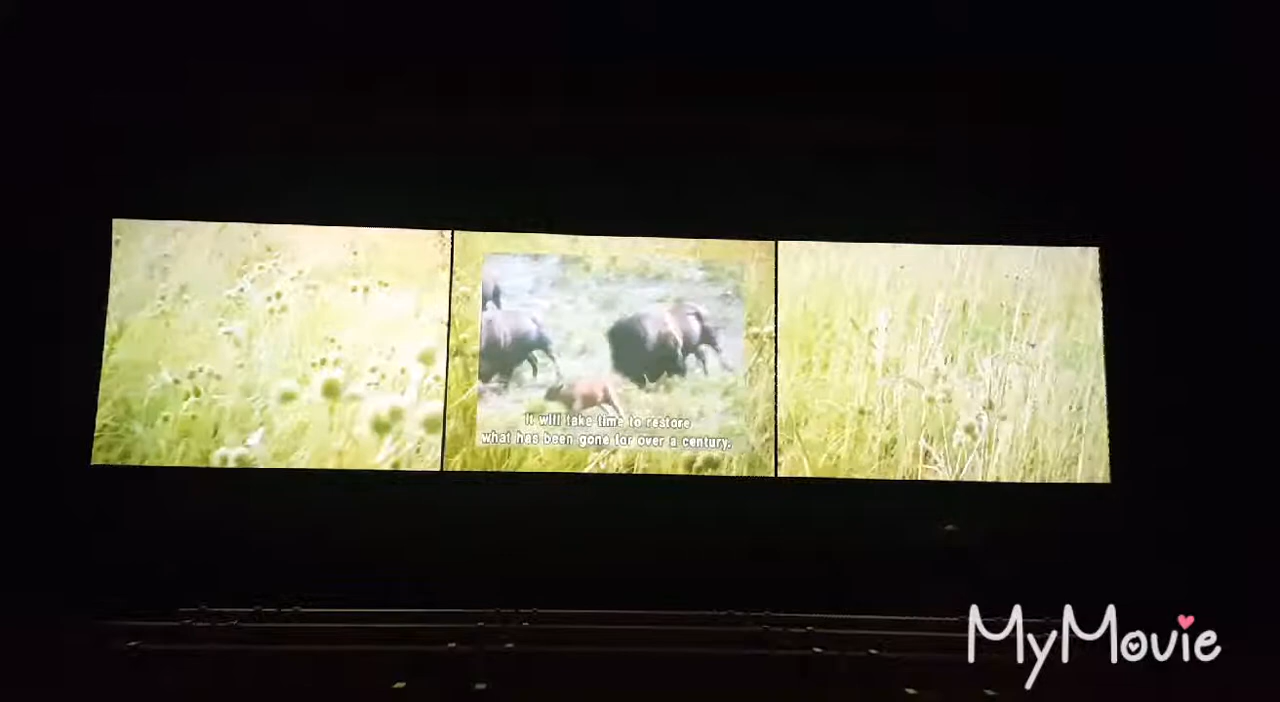 It will take time to restore
what has been gone for over a century.
MyMovie